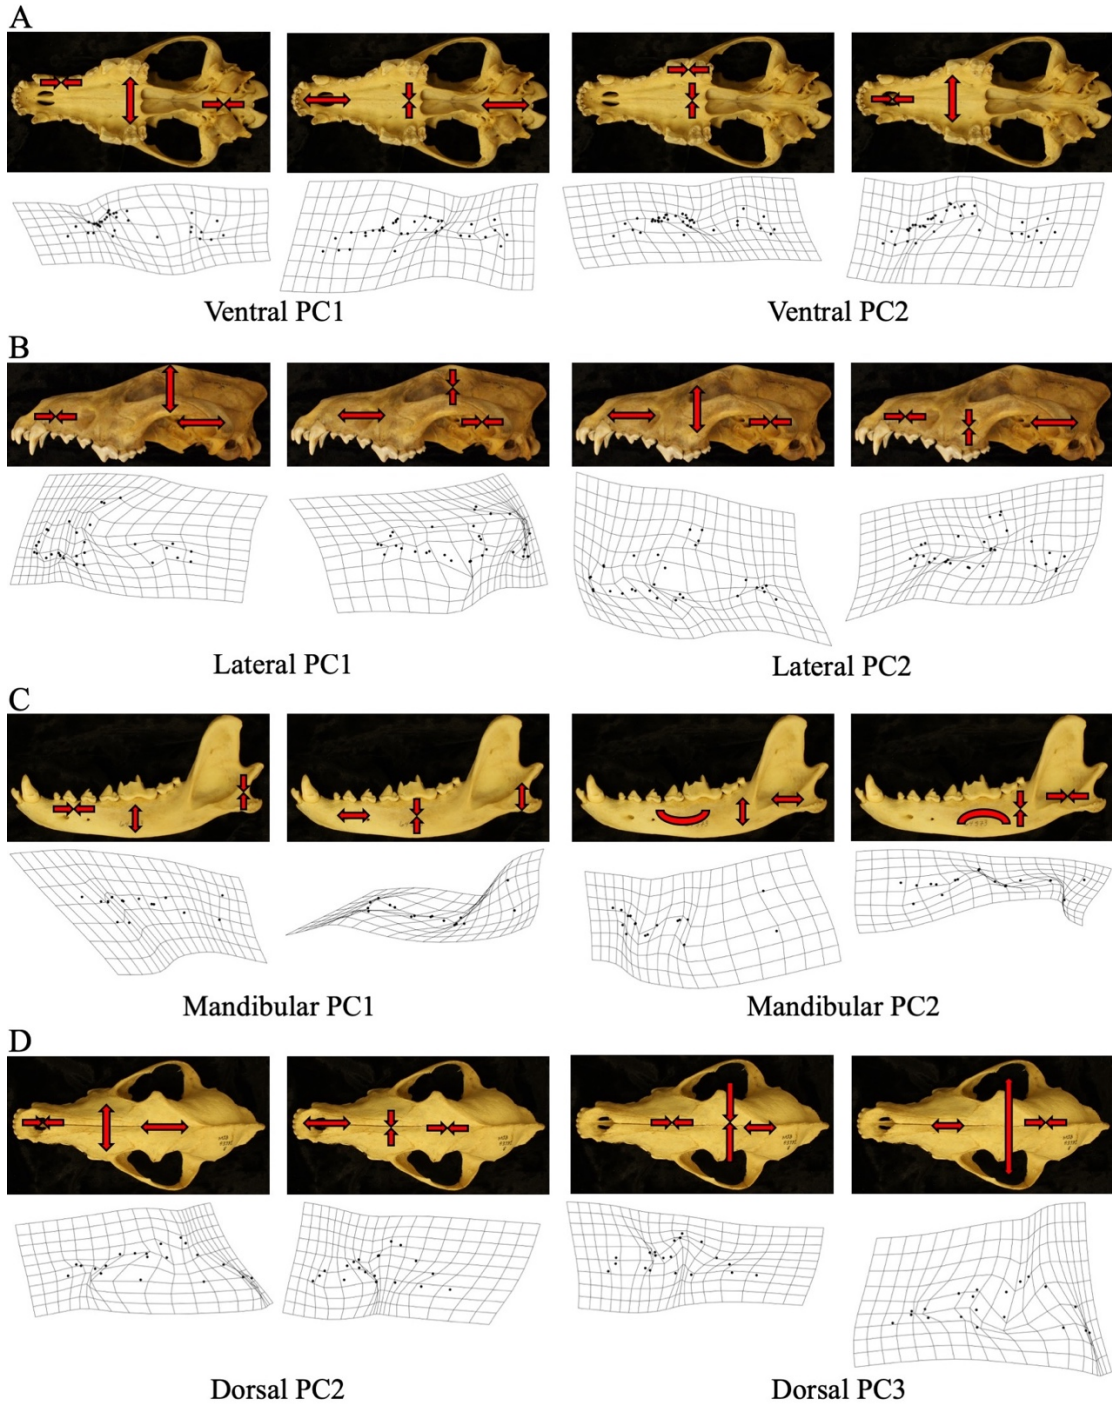 A
Ventral PC1
Ventral PC2
B
Lateral PC1
Lateral PC2
C
Mandibular PC1
Mandibular PC2
D
Dorsal PC2
Dorsal PC3